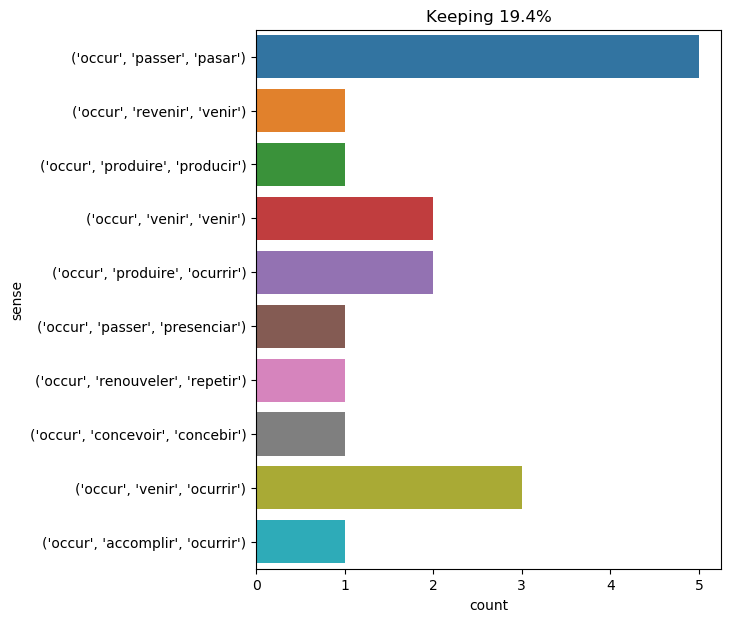 Keeping 19.4%
('occur', 'passer', 'pasar')
('occur', 'revenir', 'venir')
('occur', 'produire', 'producir')
('occur', 'venir', 'venir')
('occur', 'produire', 'ocurrir')
('occur', 'passer', 'presenciar')
('occur', 'renouveler', 'repetir')
('occur', 'concevoir', 'concebir')
('occur', 'venir', 'ocurrir')
('occur', 'accomplir', 'ocurrir')
sense
0 1 2 3 4 5
count